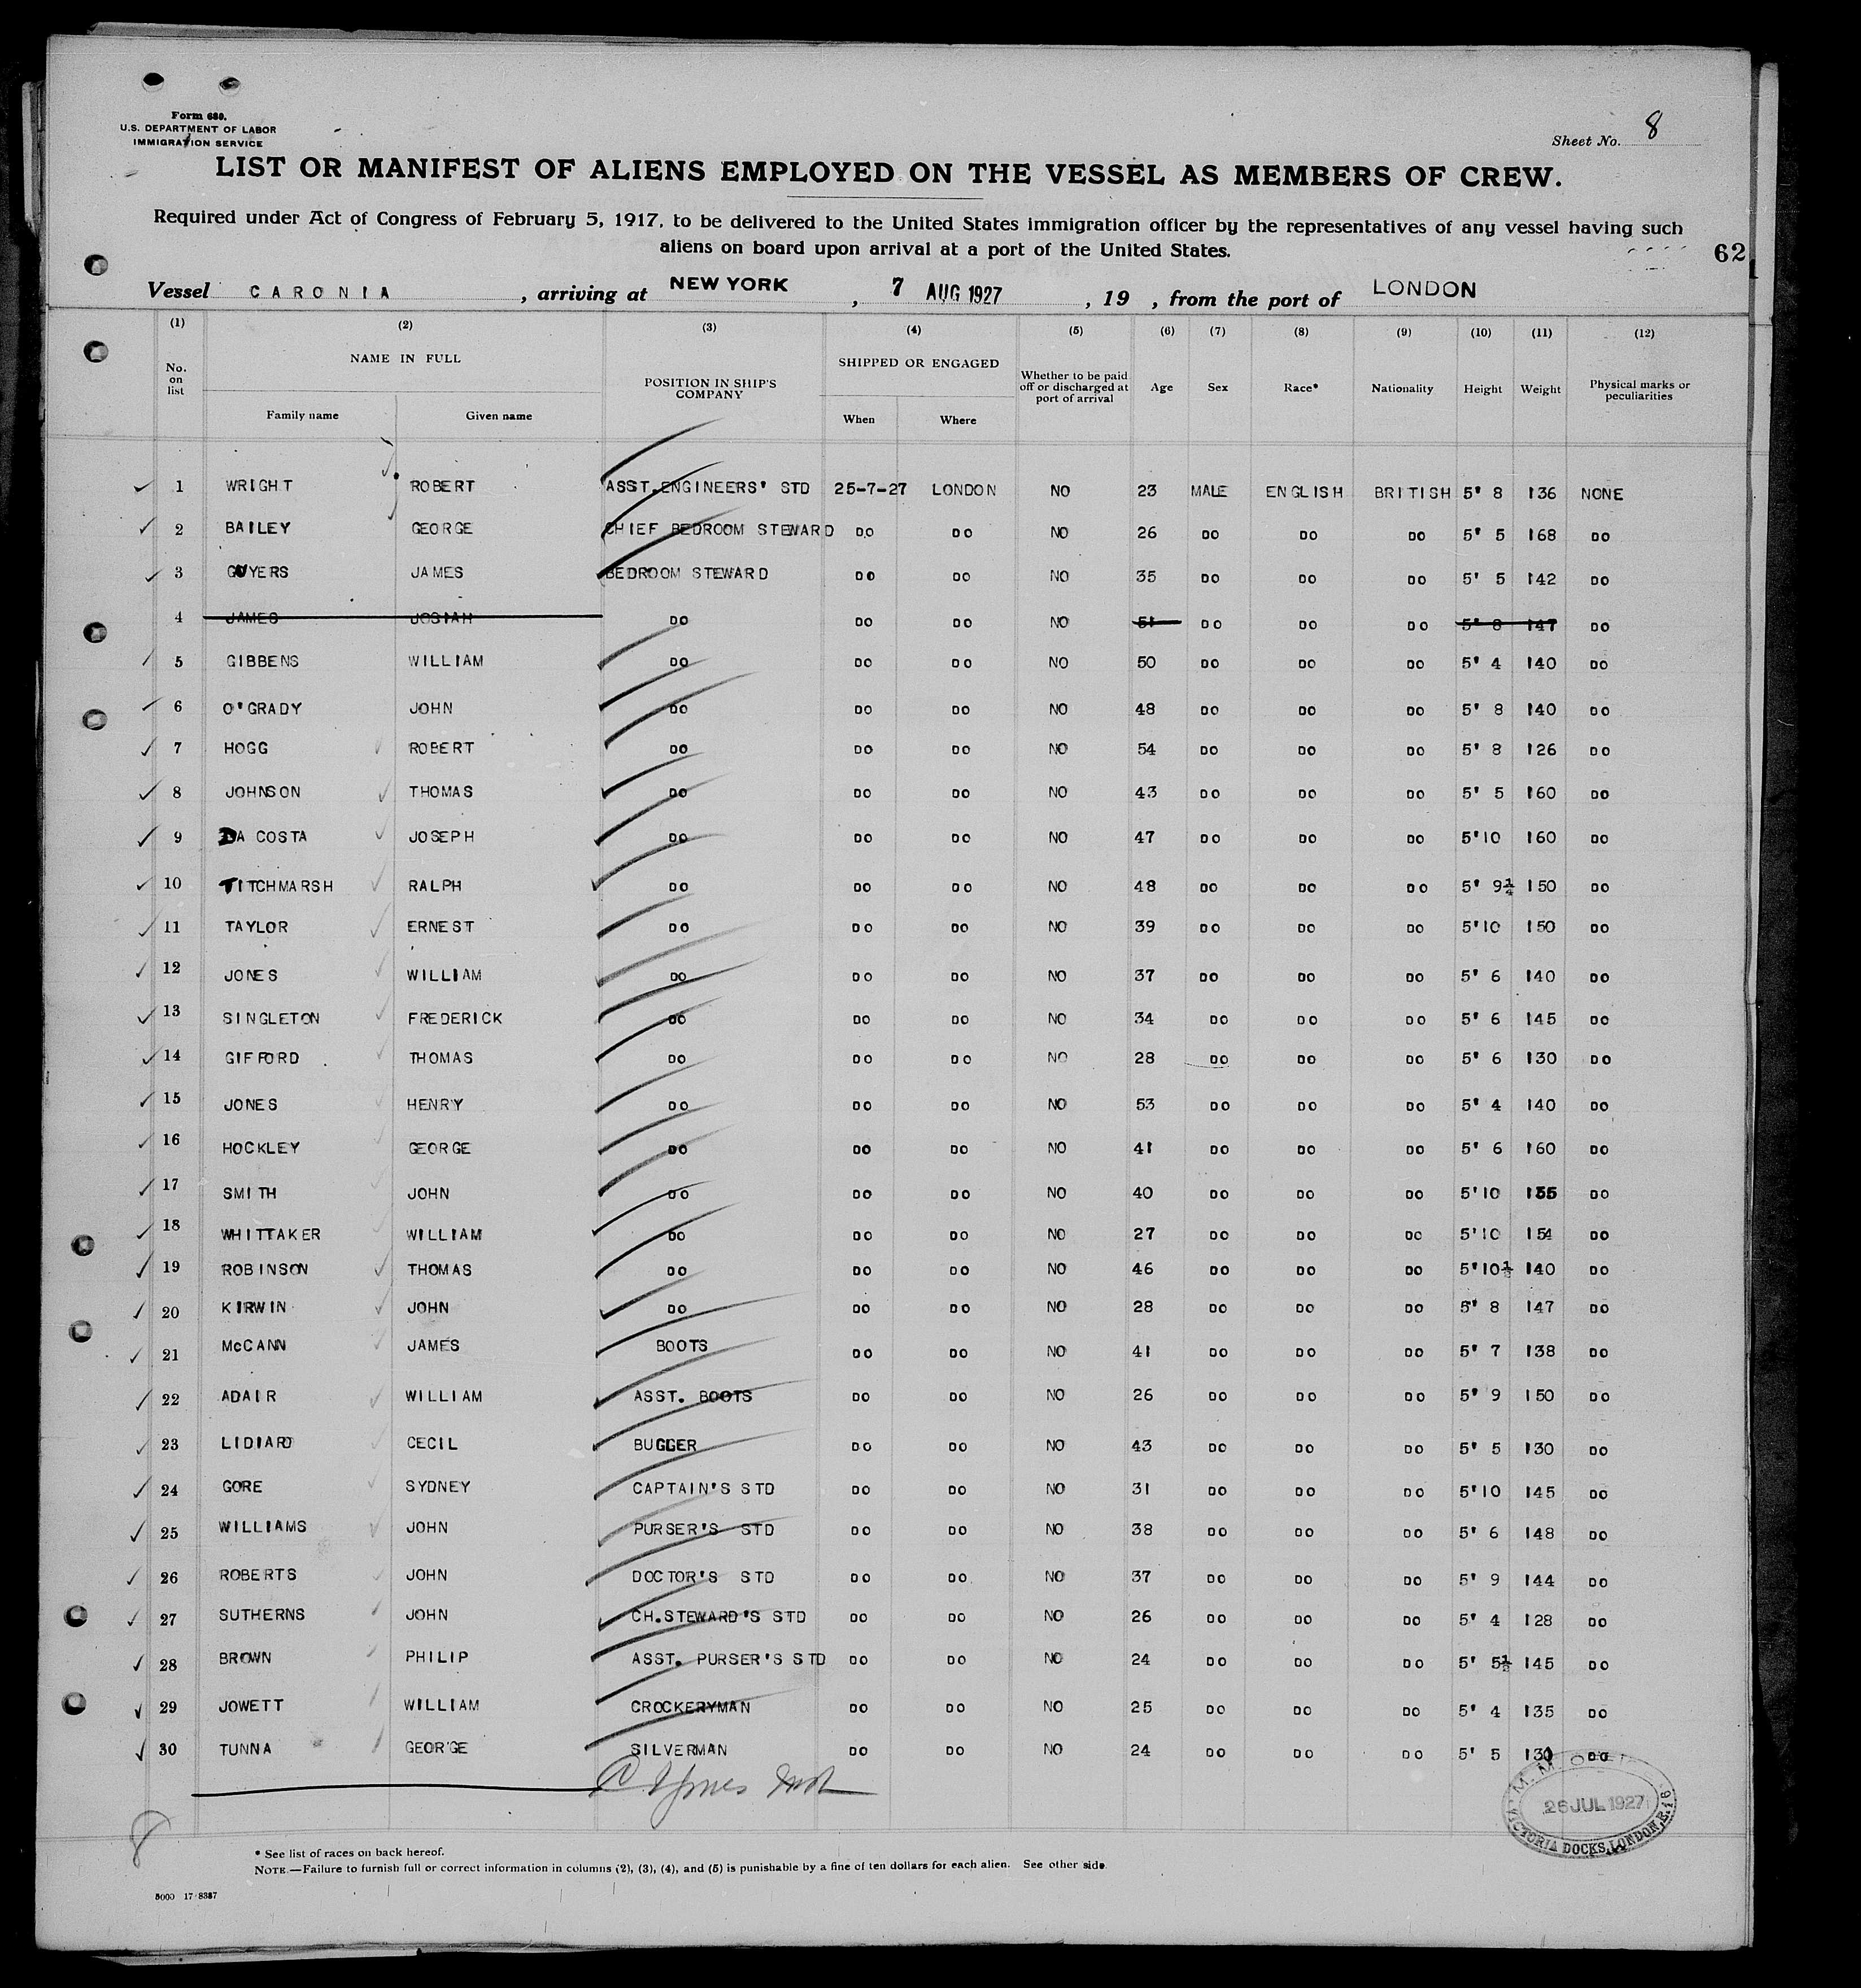 Form 680.
U.S. DEPARTMENT OF LABOR
IMMIGRATION SERVICE
Sheet No. 8
LIST OR MANIFEST OF ALIENS EMPLOYED ON THE VESSEL AS MEMBERS OF CREW.
Required under Act of Congress of February 5, 1917, to be delivered to the United States immigration officer by the representatives of any vessel having such
aliens on board upon arrival at a port of the United States.
62
Vessel CARONIA, arriving at NEW YORK, 7 AUG 1927, 19 , from the port of LONDON
(1) (2) (3) (4) (5) (6) (7) (8) (9) (10) (11) (12)
No. on list NAME IN FULL POSITION IN SHIP'S COMPANY SHIPPED OR ENGAGED Whether to be paid off or discharged at port of arrival Age Sex Race* Nationality Height Weight Physical marks or peculiarities
Family name Given name When Where
1 WRIGHT ROBERT ASST.ENGINEERS' STD 25-7-27 LONDON NO 23 MALE ENGLISH BRITISH 5' 8 136 NONE
2 BAILEY GEORGE CHIEF BEDROOM STEWARD DO DO NO 26 DO DO DO 5' 5 168 DO
3 GUYERS JAMES BEDROOM STEWARD DO DO NO 35 DO DO DO 5' 5 142 DO
4 JAMES JOSIAH DO DO DO NO 51 DO DO DO 5' 8 147 DO
5 GIBBENS WILLIAM DO DO DO NO 50 DO DO DO 5' 4 140 DO
6 O'GRADY JOHN DO DO DO NO 48 DO DO DO 5' 8 140 DO
7 HOGG ROBERT DO DO DO NO 54 DO DO DO 5' 8 126 DO
8 JOHNSON THOMAS DO DO DO NO 43 DO DO DO 5' 5 160 DO
9 DA COSTA JOSEPH DO DO DO NO 47 DO DO DO 5'10 160 DO
10 TITCHMARSH RALPH DO DO DO NO 48 DO DO DO 5' 9¼ 150 DO
11 TAYLOR ERNEST DO DO DO NO 39 DO DO DO 5'10 150 DO
12 JONES WILLIAM DO DO DO NO 37 DO DO DO 5' 6 140 DO
13 SINGLETON FREDERICK DO DO DO NO 34 DO DO DO 5' 6 145 DO
14 GIFFORD THOMAS DO DO DO NO 28 DO DO DO 5' 6 130 DO
15 JONES HENRY DO DO DO NO 53 DO DO DO 5' 4 140 DO
16 HOCKLEY GEORGE DO DO DO NO 41 DO DO DO 5' 6 160 DO
17 SMITH JOHN DO DO DO NO 40 DO DO DO 5'10 155 DO
18 WHITTAKER WILLIAM DO DO DO NO 27 DO DO DO 5'10 154 DO
19 ROBINSON THOMAS DO DO DO NO 46 DO DO DO 5'10½ 140 DO
20 KIRWIN JOHN DO DO DO NO 28 DO DO DO 5' 8 147 DO
21 McCANN JAMES BOOTS DO DO NO 41 DO DO DO 5' 7 138 DO
22 ADAIR WILLIAM ASST. BOOTS DO DO NO 26 DO DO DO 5' 9 150 DO
23 LIDIARD CECIL BUGGER DO DO NO 43 DO DO DO 5' 5 130 DO
24 GORE SYDNEY CAPTAIN'S STD DO DO NO 31 DO DO DO 5'10 145 DO
25 WILLIAMS JOHN PURSER'S STD DO DO NO 38 DO DO DO 5' 6 148 DO
26 ROBERTS JOHN DOCTOR'S STD DO DO NO 37 DO DO DO 5' 9 144 DO
27 SUTHERNS JOHN CH.STEWARD'S STD DO DO NO 26 DO DO DO 5' 4 128 DO
28 BROWN PHILIP ASST. PURSER'S STD DO DO NO 24 DO DO DO 5' 5½ 145 DO
29 JOWETT WILLIAM CROCKERYMAN DO DO NO 25 DO DO DO 5' 4 135 DO
30 TUNNA GEORGE SILVERMAN DO DO NO 24 DO DO DO 5' 5 130 DO
M. M. O
26 JUL 1927
VICTORIA DOCKS, LONDON, E.16.
8
* See list of races on back hereof.
NOTE.—Failure to furnish full or correct information in columns (2), (3), (4), and (5) is punishable by a fine of ten dollars for each alien. See other side.
5000 17-8387